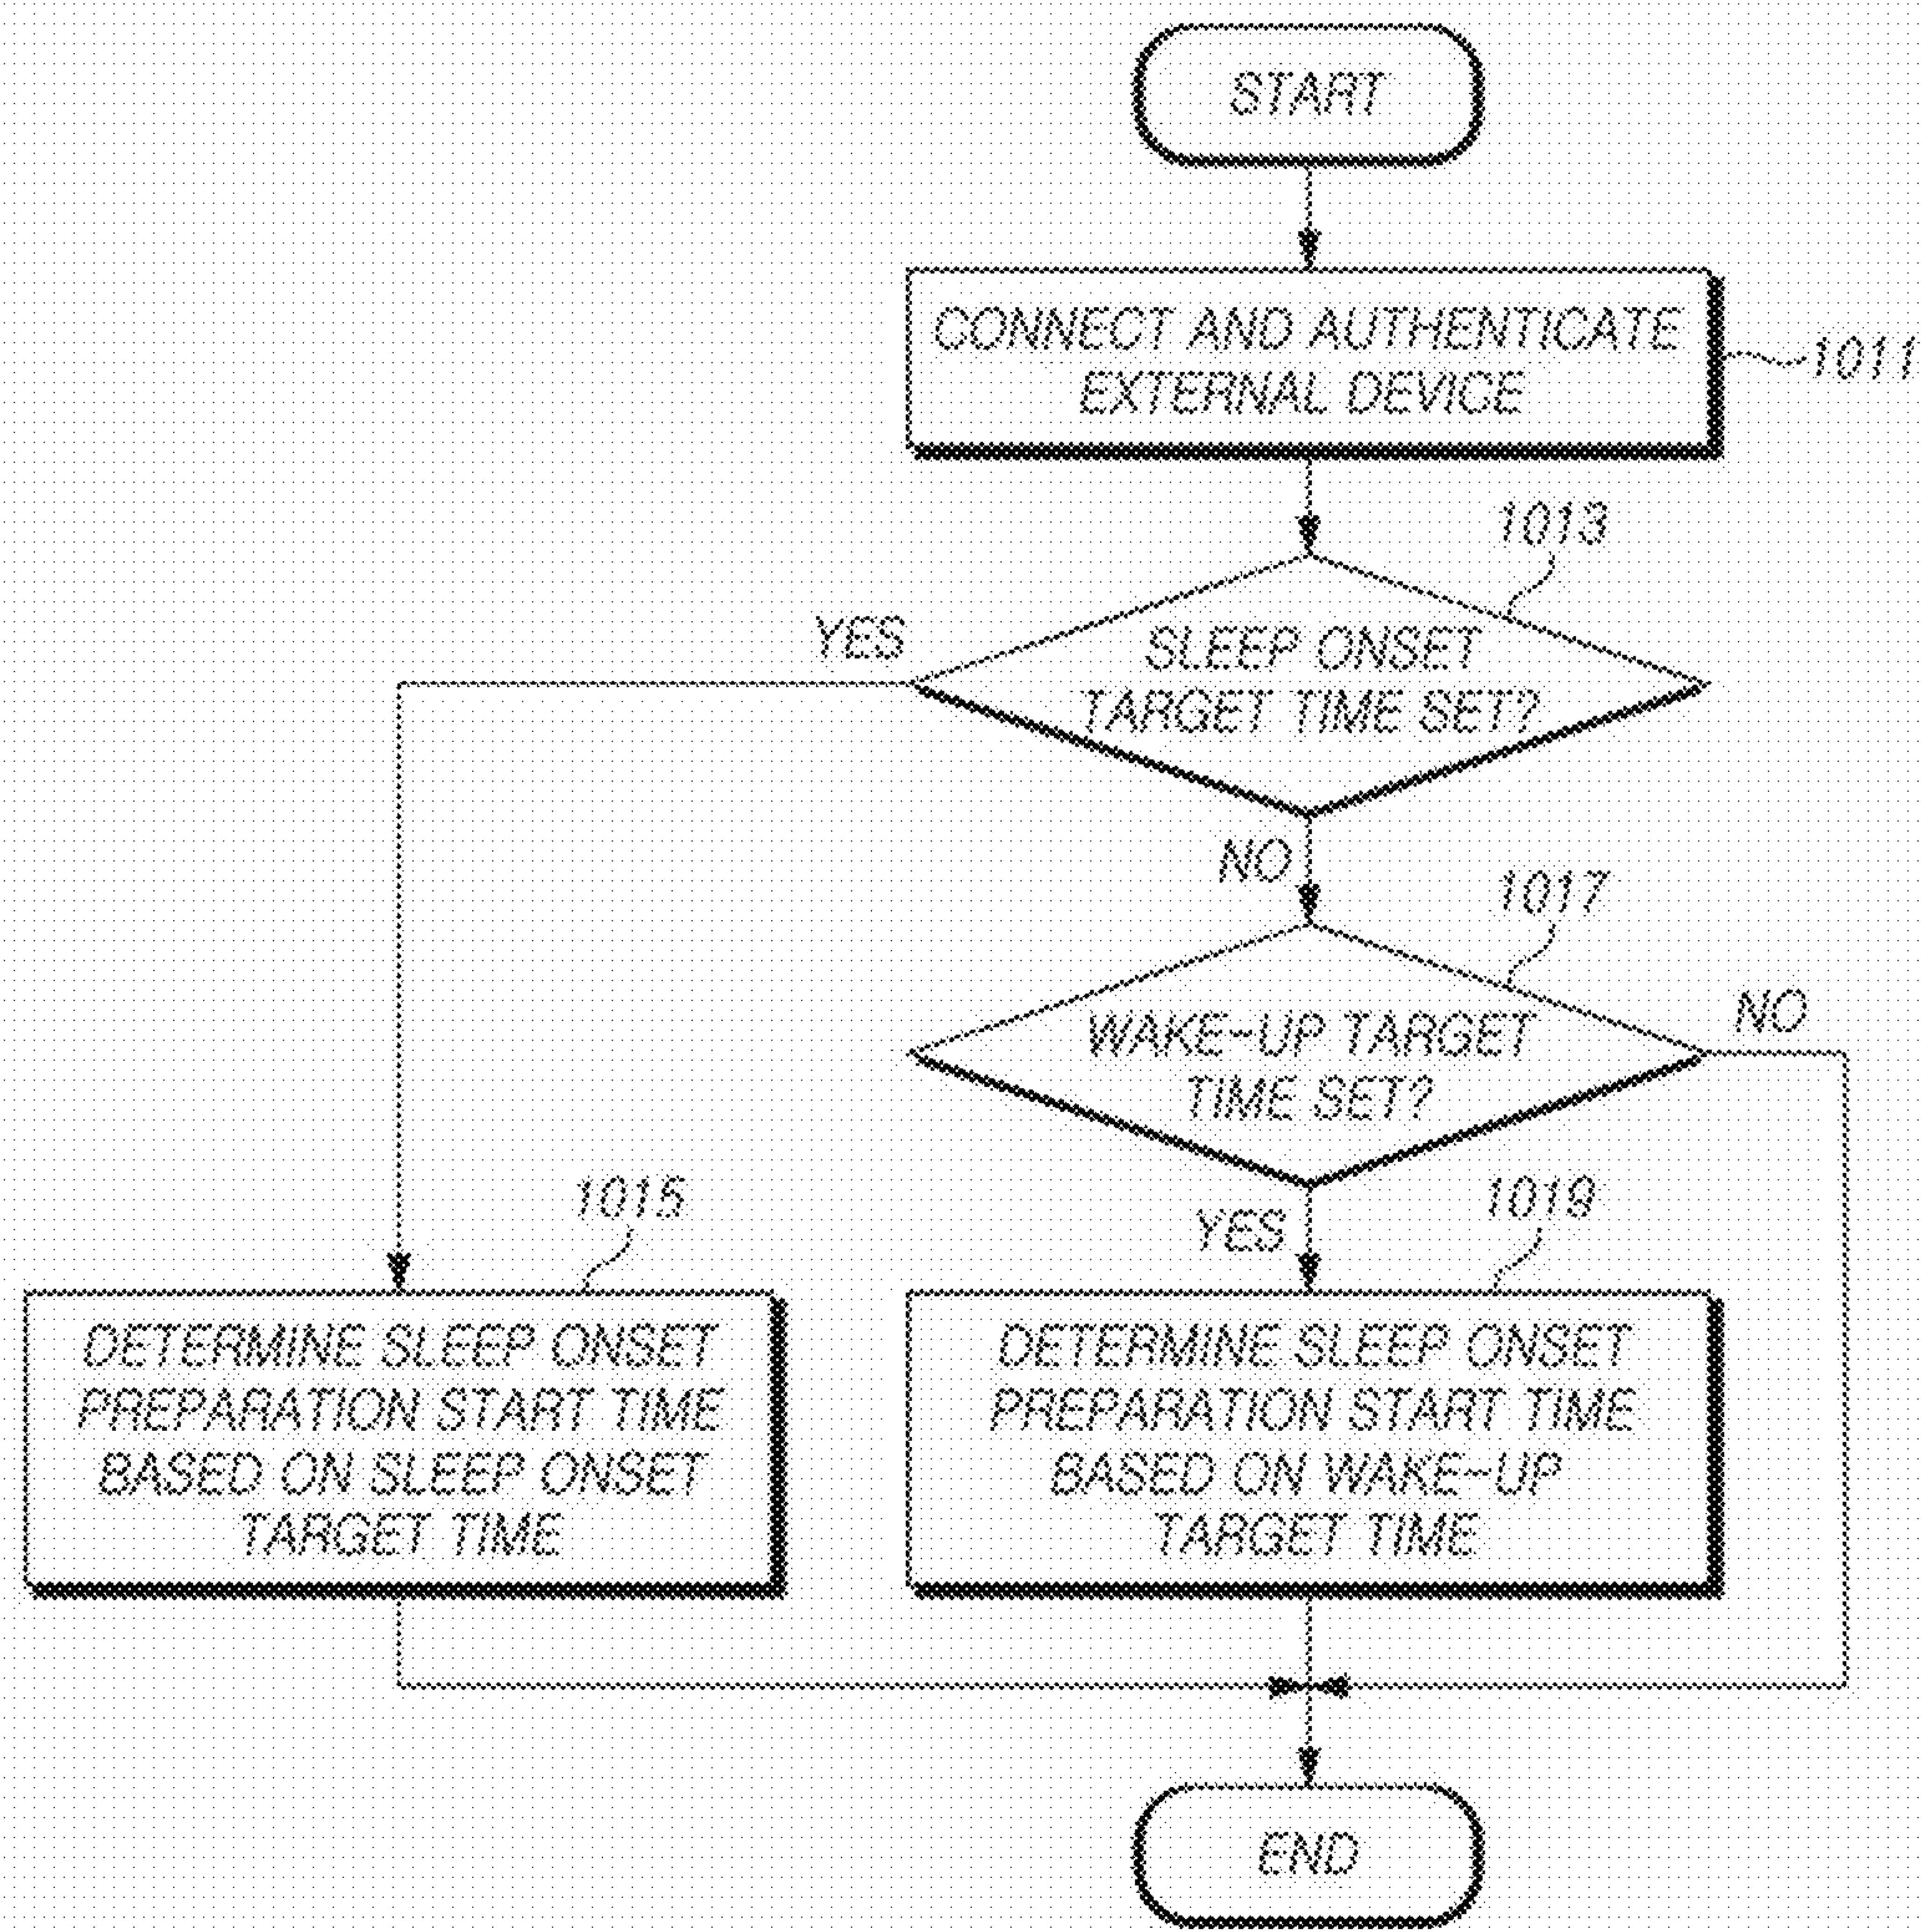 START
CONNECT AND AUTHENTICATE
EXTERNAL DEVICE
1011
1013
YES
SLEEP ONSET
TARGET TIME SET?
NO
1017
NO
WAKE-UP TARGET
TIME SET?
1015
YES
1019
DETERMINE SLEEP ONSET
PREPARATION START TIME
BASED ON SLEEP ONSET
TARGET TIME
DETERMINE SLEEP ONSET
PREPARATION START TIME
BASED ON WAKE-UP
TARGET TIME
END